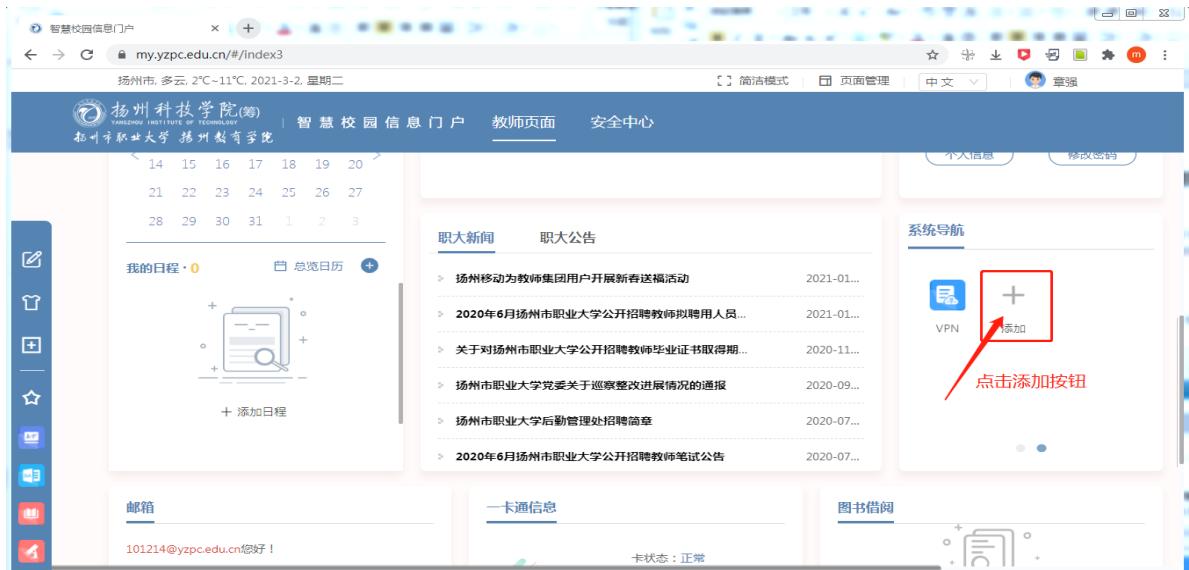 智慧校园信息门户
my.yzpc.edu.cn/#/index3
扬州市, 多云, 2℃~11℃, 2021-3-2, 星期二
简洁模式
页面管理
中文
章强
扬州科技学院(筹)
YANGZHOU INSTITUTE OF TECHNOLOGY
扬州市职业大学 扬州教育学院
智慧校园信息门户
教师页面
安全中心
14 15 16 17 18 19 20
21 22 23 24 25 26 27
28 29 30 31 1 2 3
个人信息
修改密码
我的日程·0
总览日历
添加日程
职大新闻
职大公告
扬州移动为教师集团用户开展新春送福活动 2021-01...
2020年6月扬州市职业大学公开招聘教师拟聘用人员... 2021-01...
关于对扬州市职业大学公开招聘教师毕业证书取得期... 2020-11...
扬州市职业大学党委关于巡察整改进展情况的通报 2020-09...
扬州市职业大学后勤管理处招聘简章 2020-07...
2020年6月扬州市职业大学公开招聘教师笔试公告 2020-07...
系统导航
VPN
添加
点击添加按钮
邮箱
101214@yzpc.edu.cn您好！
一卡通信息
卡状态：正常
图书借阅